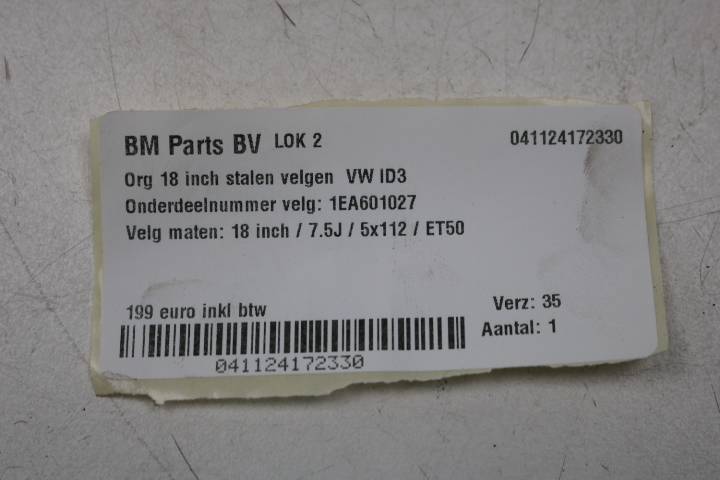 BM Parts BV LOK 2 041124172330
Org 18 inch stalen velgen VW ID3
Onderdeelnummer velg: 1EA601027
Velg maten: 18 inch / 7.5J / 5x112 / ET50
199 euro inkl btw Verz: 35
Aantal: 1
041124172330